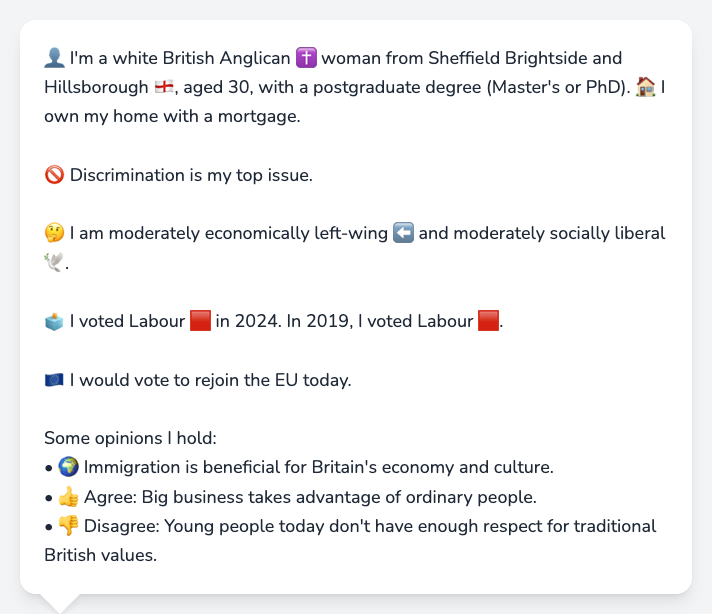 👤 I'm a white British Anglican ✝️ woman from Sheffield Brightside and
Hillsborough 🏴󠁧󠁢󠁥󠁮󠁧󠁿, aged 30, with a postgraduate degree (Master's or PhD). 🏠 I
own my home with a mortgage.
🚫 Discrimination is my top issue.
🤔 I am moderately economically left-wing ⬅️ and moderately socially liberal
🕊️.
🗳️ I voted Labour 🟥 in 2024. In 2019, I voted Labour 🟥.
🇪🇺 I would vote to rejoin the EU today.
Some opinions I hold:
• 🌍 Immigration is beneficial for Britain's economy and culture.
• 👍 Agree: Big business takes advantage of ordinary people.
• 👎 Disagree: Young people today don't have enough respect for traditional
British values.